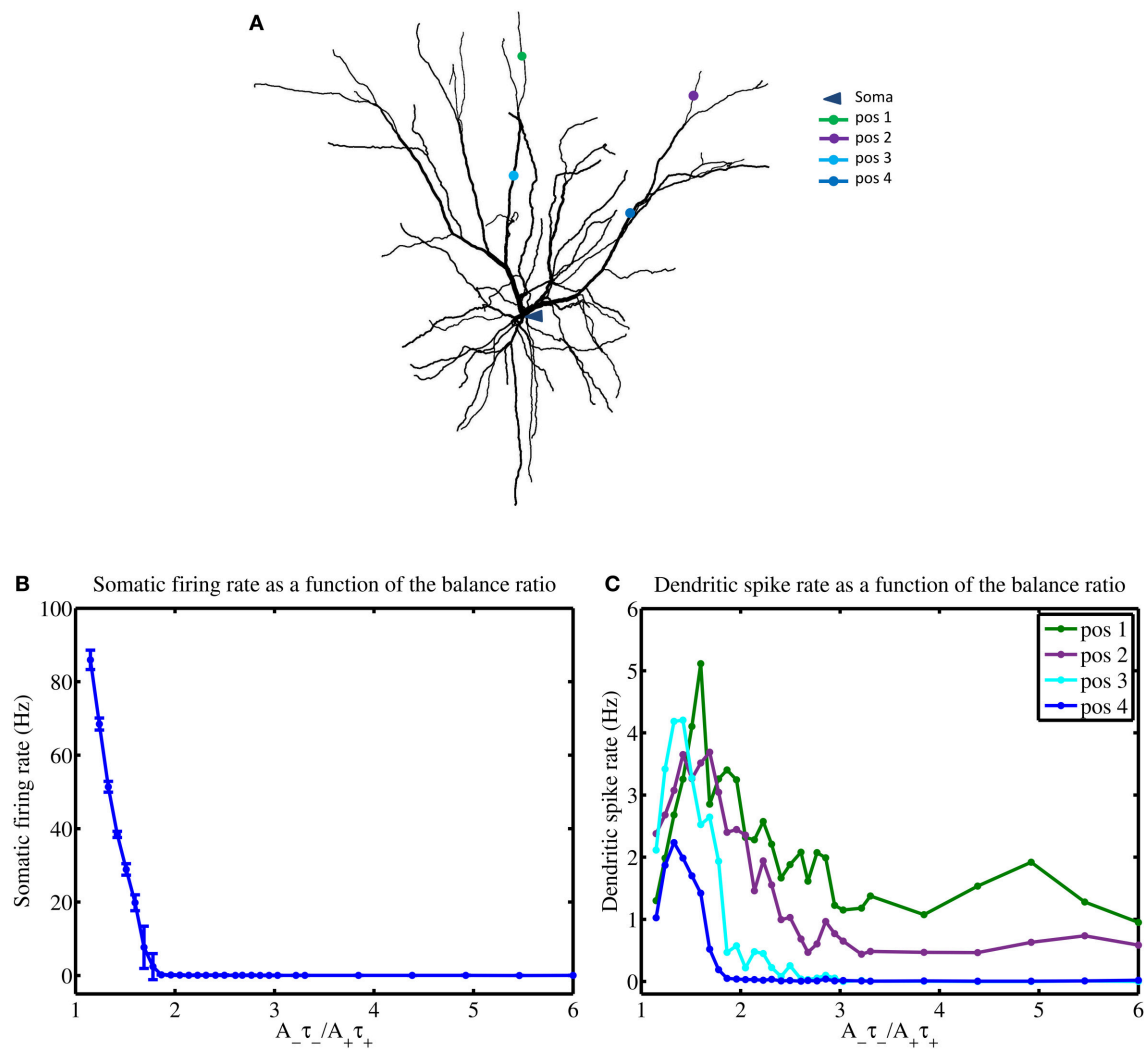 A
Soma
pos 1
pos 2
pos 3
pos 4
B
Somatic firing rate as a function of the balance ratio
Somatic firing rate (Hz)
100
80
60
40
20
0
1 2 3 4 5 6
A_τ_/A₊τ₊
C
Dendritic spike rate as a function of the balance ratio
Dendritic spike rate (Hz)
6
5
4
3
2
1
0
pos 1
pos 2
pos 3
pos 4
1 2 3 4 5 6
A_τ_/A₊τ₊